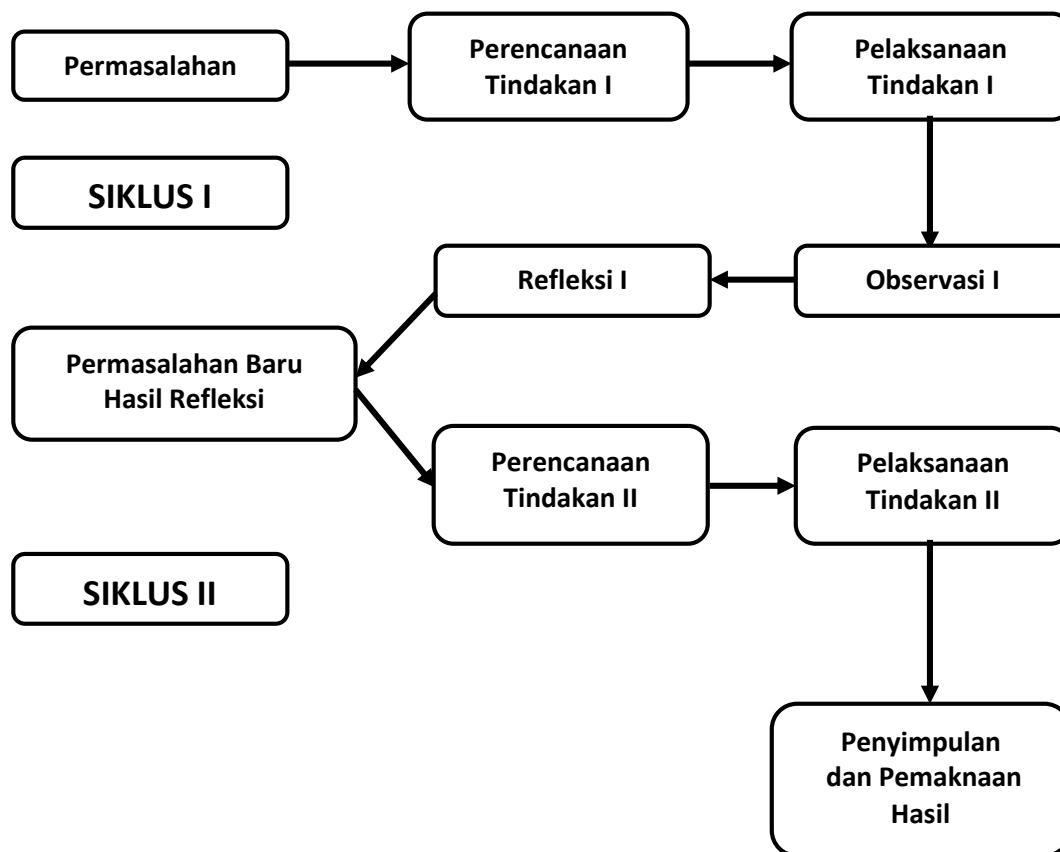 Permasalahan
Perencanaan
Tindakan I
Pelaksanaan
Tindakan I
SIKLUS I
Refleksi I
Observasi I
Permasalahan Baru
Hasil Refleksi
Perencanaan
Tindakan II
Pelaksanaan
Tindakan II
SIKLUS II
Penyimpulan
dan Pemaknaan
Hasil